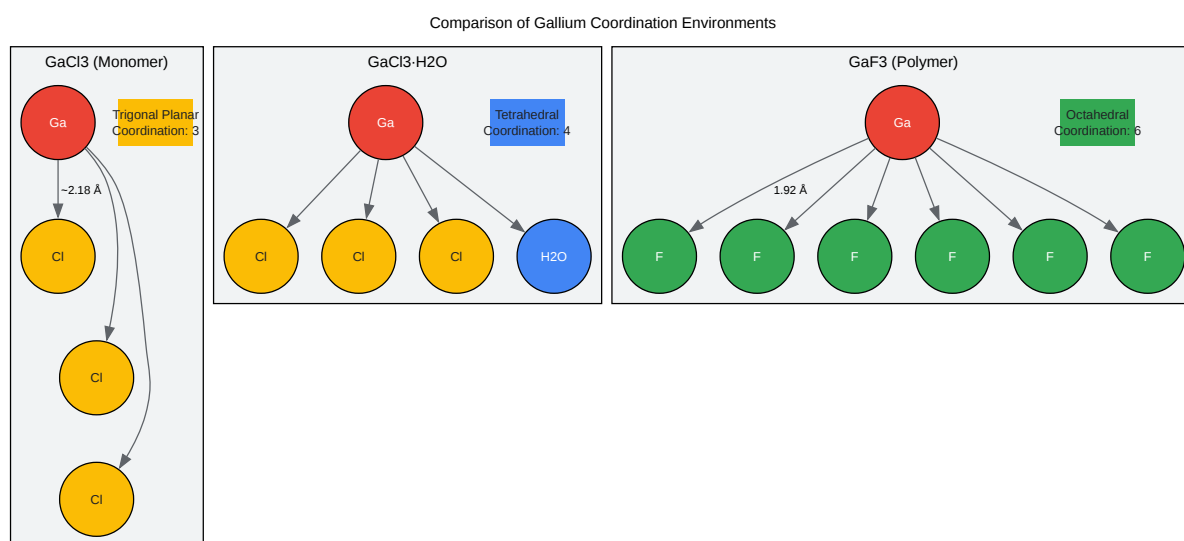 Comparison of Gallium Coordination Environments
GaCl3 (Monomer)
Ga
Trigonal Planar
Coordination: 3
~2.18 Å
Cl
Cl
Cl
GaCl3·H2O
Ga
Tetrahedral
Coordination: 4
Cl
Cl
Cl
H2O
GaF3 (Polymer)
Ga
Octahedral
Coordination: 6
1.92 Å
F
F
F
F
F
F